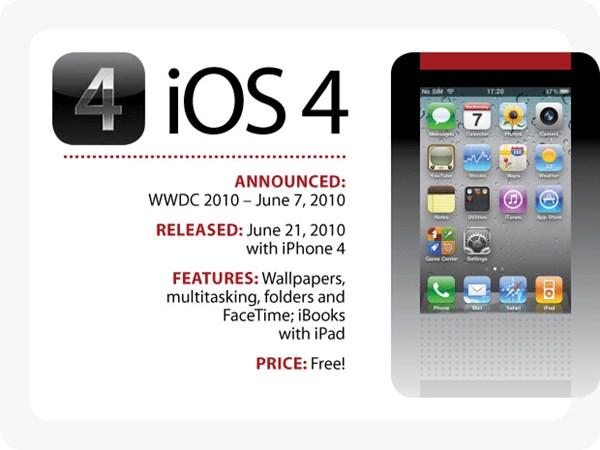 4
iOS 4
ANNOUNCED:
WWDC 2010 – June 7, 2010
RELEASED: June 21, 2010
with iPhone 4
FEATURES: Wallpapers,
multitasking, folders and
FaceTime; iBooks
with iPad
PRICE: Free!
No SIM 17:20 97%
Wednesday
7
Messages Calendar Photos Camera
280
YouTube Stocks Maps Weather
Notes Utilities iTunes App Store
Game Center Settings
Phone Mail Safari iPod